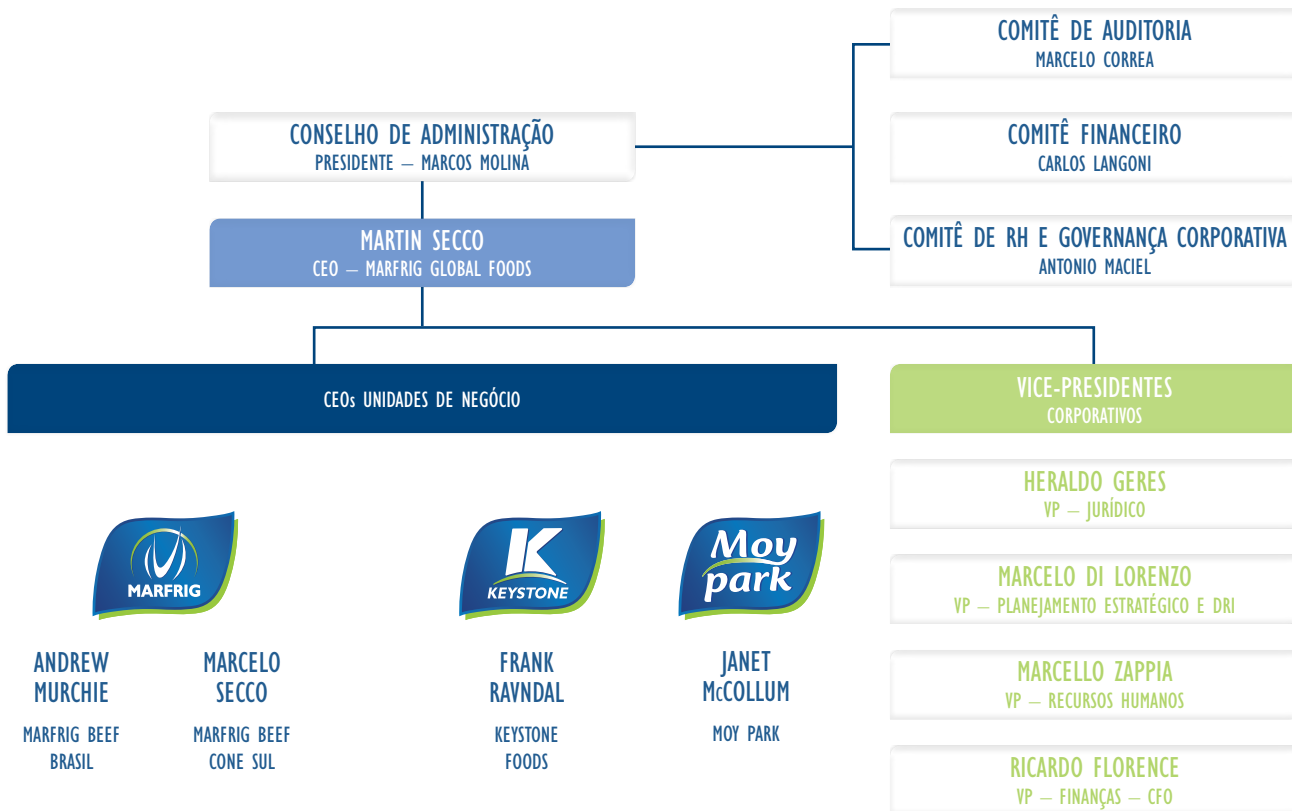 COMITÊ DE AUDITORIA
MARCELO CORREA
CONSELHO DE ADMINISTRAÇÃO
PRESIDENTE – MARCOS MOLINA
COMITÊ FINANCEIRO
CARLOS LANGONI
MARTIN SECCO
CEO – MARFRIG GLOBAL FOODS
COMITÊ DE RH E GOVERNANÇA CORPORATIVA
ANTONIO MACIEL
CEOs UNIDADES DE NEGÓCIO
VICE-PRESIDENTES
CORPORATIVOS
MARFRIG
KEYSTONE
Moy
park
ANDREW
MURCHIE
MARFRIG BEEF
BRASIL
MARCELO
SECCO
MARFRIG BEEF
CONE SUL
FRANK
RAVNDAL
KEYSTONE
FOODS
JANET
McCOLLUM
MOY PARK
HERALDO GERES
VP – JURÍDICO
MARCELO DI LORENZO
VP – PLANEJAMENTO ESTRATÉGICO E DRI
MARCELLO ZAPPIA
VP – RECURSOS HUMANOS
RICARDO FLORENCE
VP – FINANÇAS – CFO